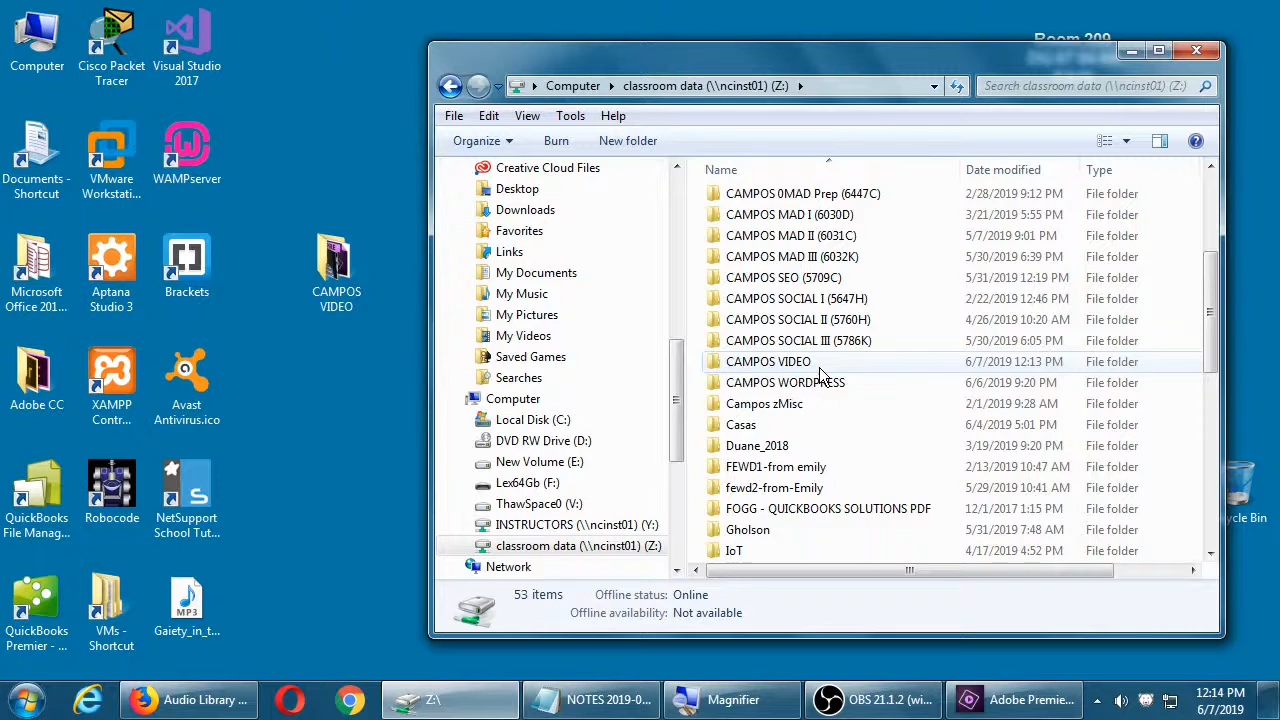 Computer
Cisco Packet
Tracer
Visual Studio
2017
Documents -
Shortcut
VMware
Workstati...
WAMPserver
Microsoft
Office 201...
Aptana
Studio 3
Brackets
CAMPOS
VIDEO
Adobe CC
XAMPP
Contr...
Avast
Antivirus.ico
QuickBooks
File Manag...
Robocode
NetSupport
School Tut...
QuickBooks
Premier - ...
VMs -
Shortcut
MP3
Gaiety_in_t...
Room 209
Computer classroom data (\\ncinst01) (Z:)
Search classroom data (\\ncinst01) (Z:)
File Edit View Tools Help
Organize Burn New folder
Creative Cloud Files
Desktop
Downloads
Favorites
Links
My Documents
My Music
My Pictures
My Videos
Saved Games
Searches
Computer
Local Disk (C:)
DVD RW Drive (D:)
New Volume (E:)
Lex64Gb (F:)
ThawSpace0 (V:)
INSTRUCTORS (\\ncinst01) (Y:)
classroom data (\\ncinst01) (Z:)
Network
Name Date modified Type
CAMPOS 0MAD Prep (6447C) 2/28/2019 9:12 PM File folder
CAMPOS MAD I (6030D) 3/21/2019 5:55 PM File folder
CAMPOS MAD II (6031C) 5/7/2019 9:01 PM File folder
CAMPOS MAD III (6032K) 5/30/2019 6:39 PM File folder
CAMPOS SEO (5709C) 5/31/2019 12:19 PM File folder
CAMPOS SOCIAL I (5647H) 2/22/2019 12:46 PM File folder
CAMPOS SOCIAL II (5760H) 4/26/2019 10:20 AM File folder
CAMPOS SOCIAL III (5786K) 5/30/2019 6:05 PM File folder
CAMPOS VIDEO 6/7/2019 12:13 PM File folder
CAMPOS WORDPRESS 6/6/2019 9:20 PM File folder
Campos zMisc 2/1/2019 9:28 AM File folder
Casas 6/4/2019 5:01 PM File folder
Duane_2018 3/19/2019 9:20 PM File folder
FEWD1-from emily 2/13/2019 10:47 AM File folder
fewd2-from-Emily 5/29/2019 10:41 AM File folder
FOGG - QUICKBOOKS SOLUTIONS PDF 12/1/2017 1:15 PM File folder
Gholson 5/31/2019 7:48 AM File folder
IoT 4/17/2019 4:52 PM File folder
53 items Offline status: Online
Offline availability: Not available
Audio Library ... Z:\ NOTES 2019-0... Magnifier OBS 21.1.2 (wi... Adobe Premie...
12:14 PM
6/7/2019